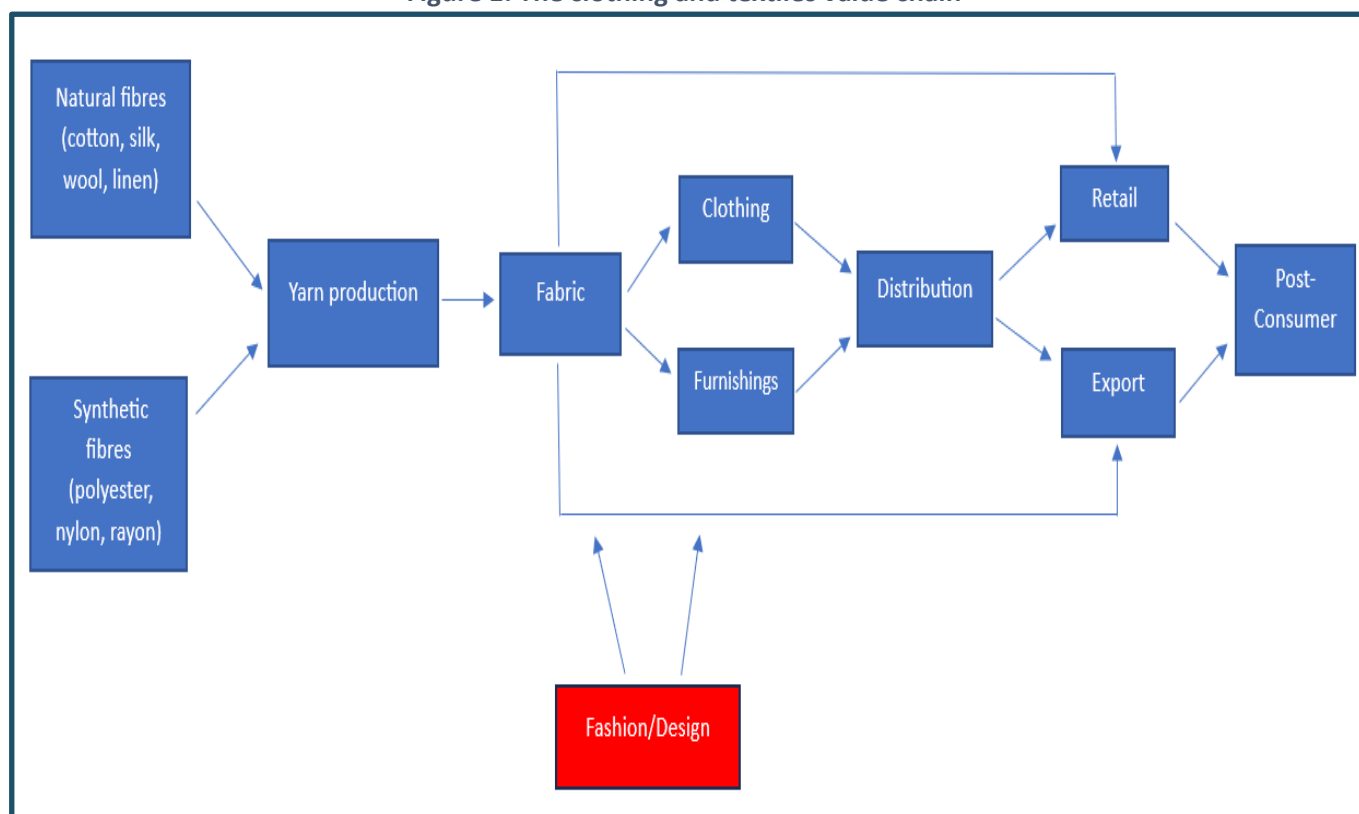 Natural fibres
(cotton, silk,
wool, linen)
Synthetic
fibres
(polyester,
nylon, rayon)
Yarn production
Fabric
Clothing
Furnishings
Distribution
Retail
Export
Post-
Consumer
Fashion/Design